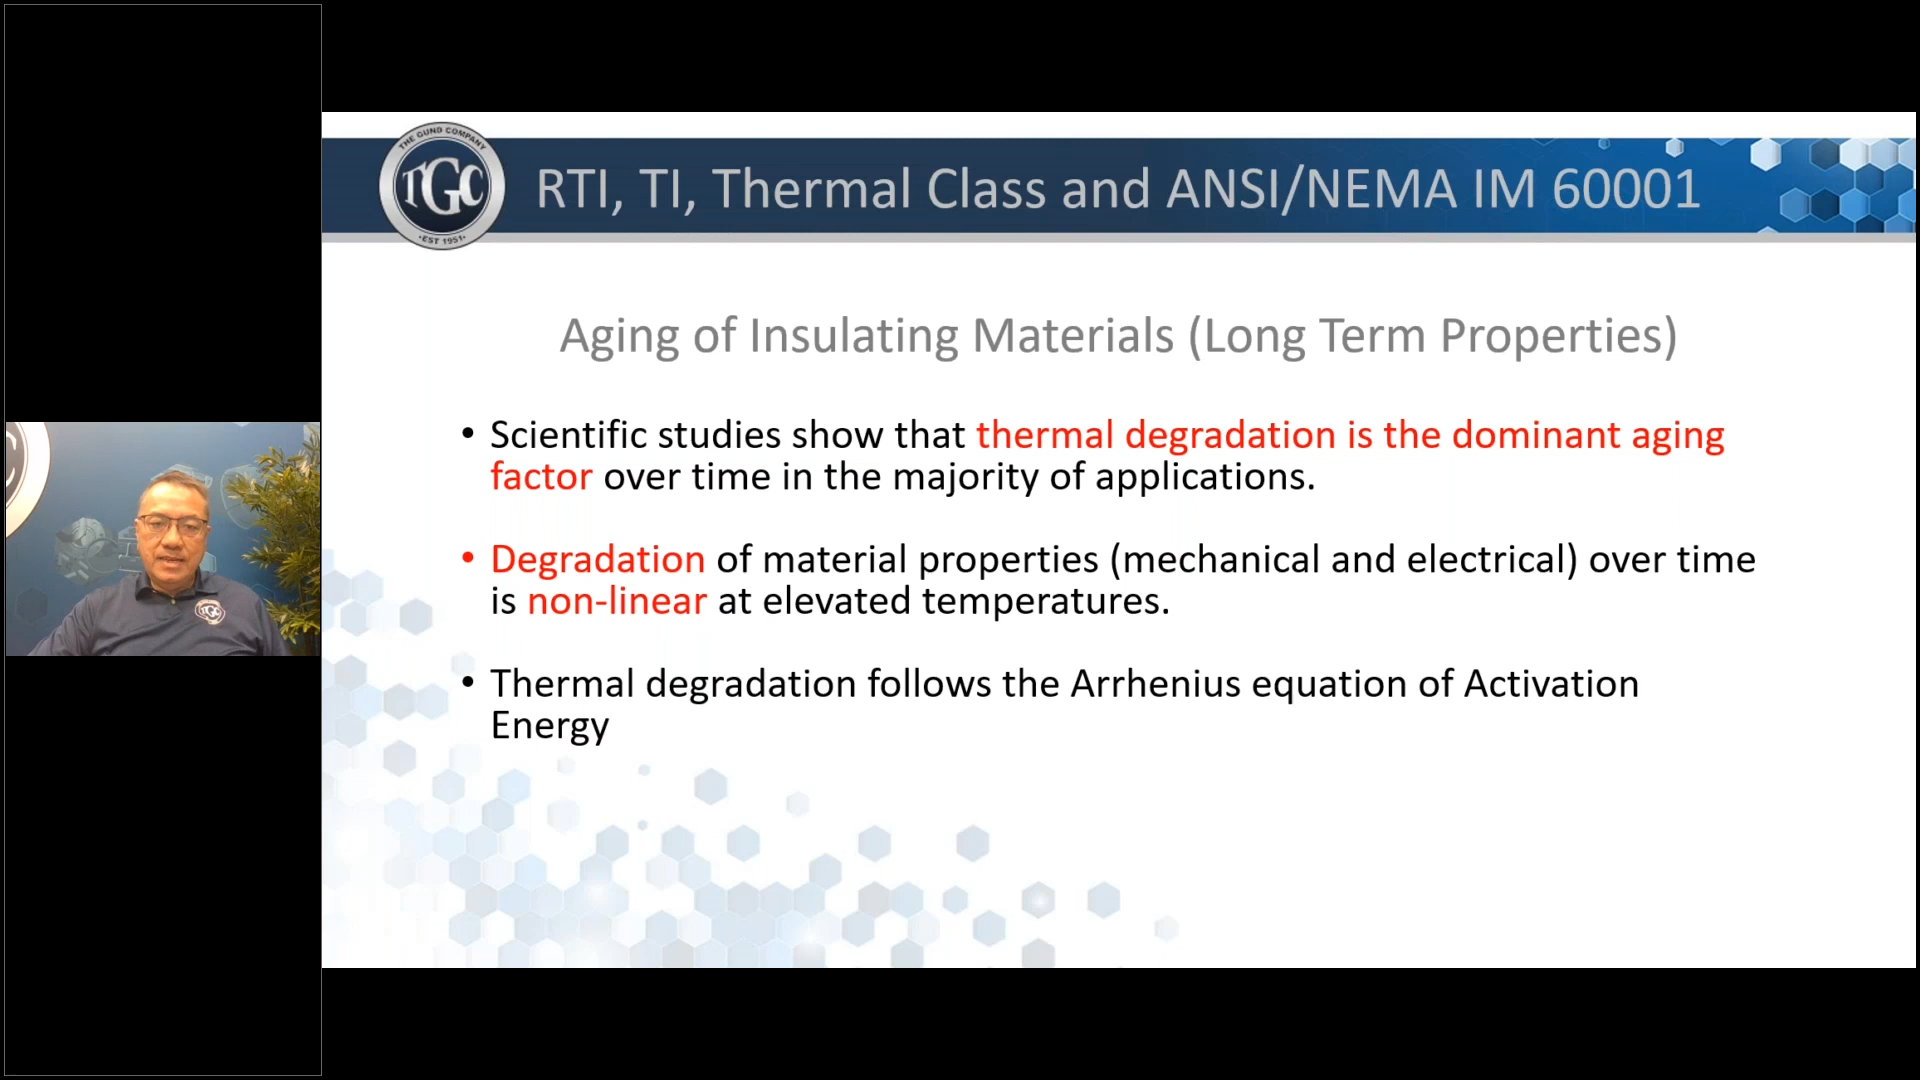 THE GUND COMPANY
TGC
•EST 1951•
RTI, TI, Thermal Class and ANSI/NEMA IM 60001
Aging of Insulating Materials (Long Term Properties)
• Scientific studies show that thermal degradation is the dominant aging
factor over time in the majority of applications.
• Degradation of material properties (mechanical and electrical) over time
is non-linear at elevated temperatures.
• Thermal degradation follows the Arrhenius equation of Activation
Energy
C
TGC